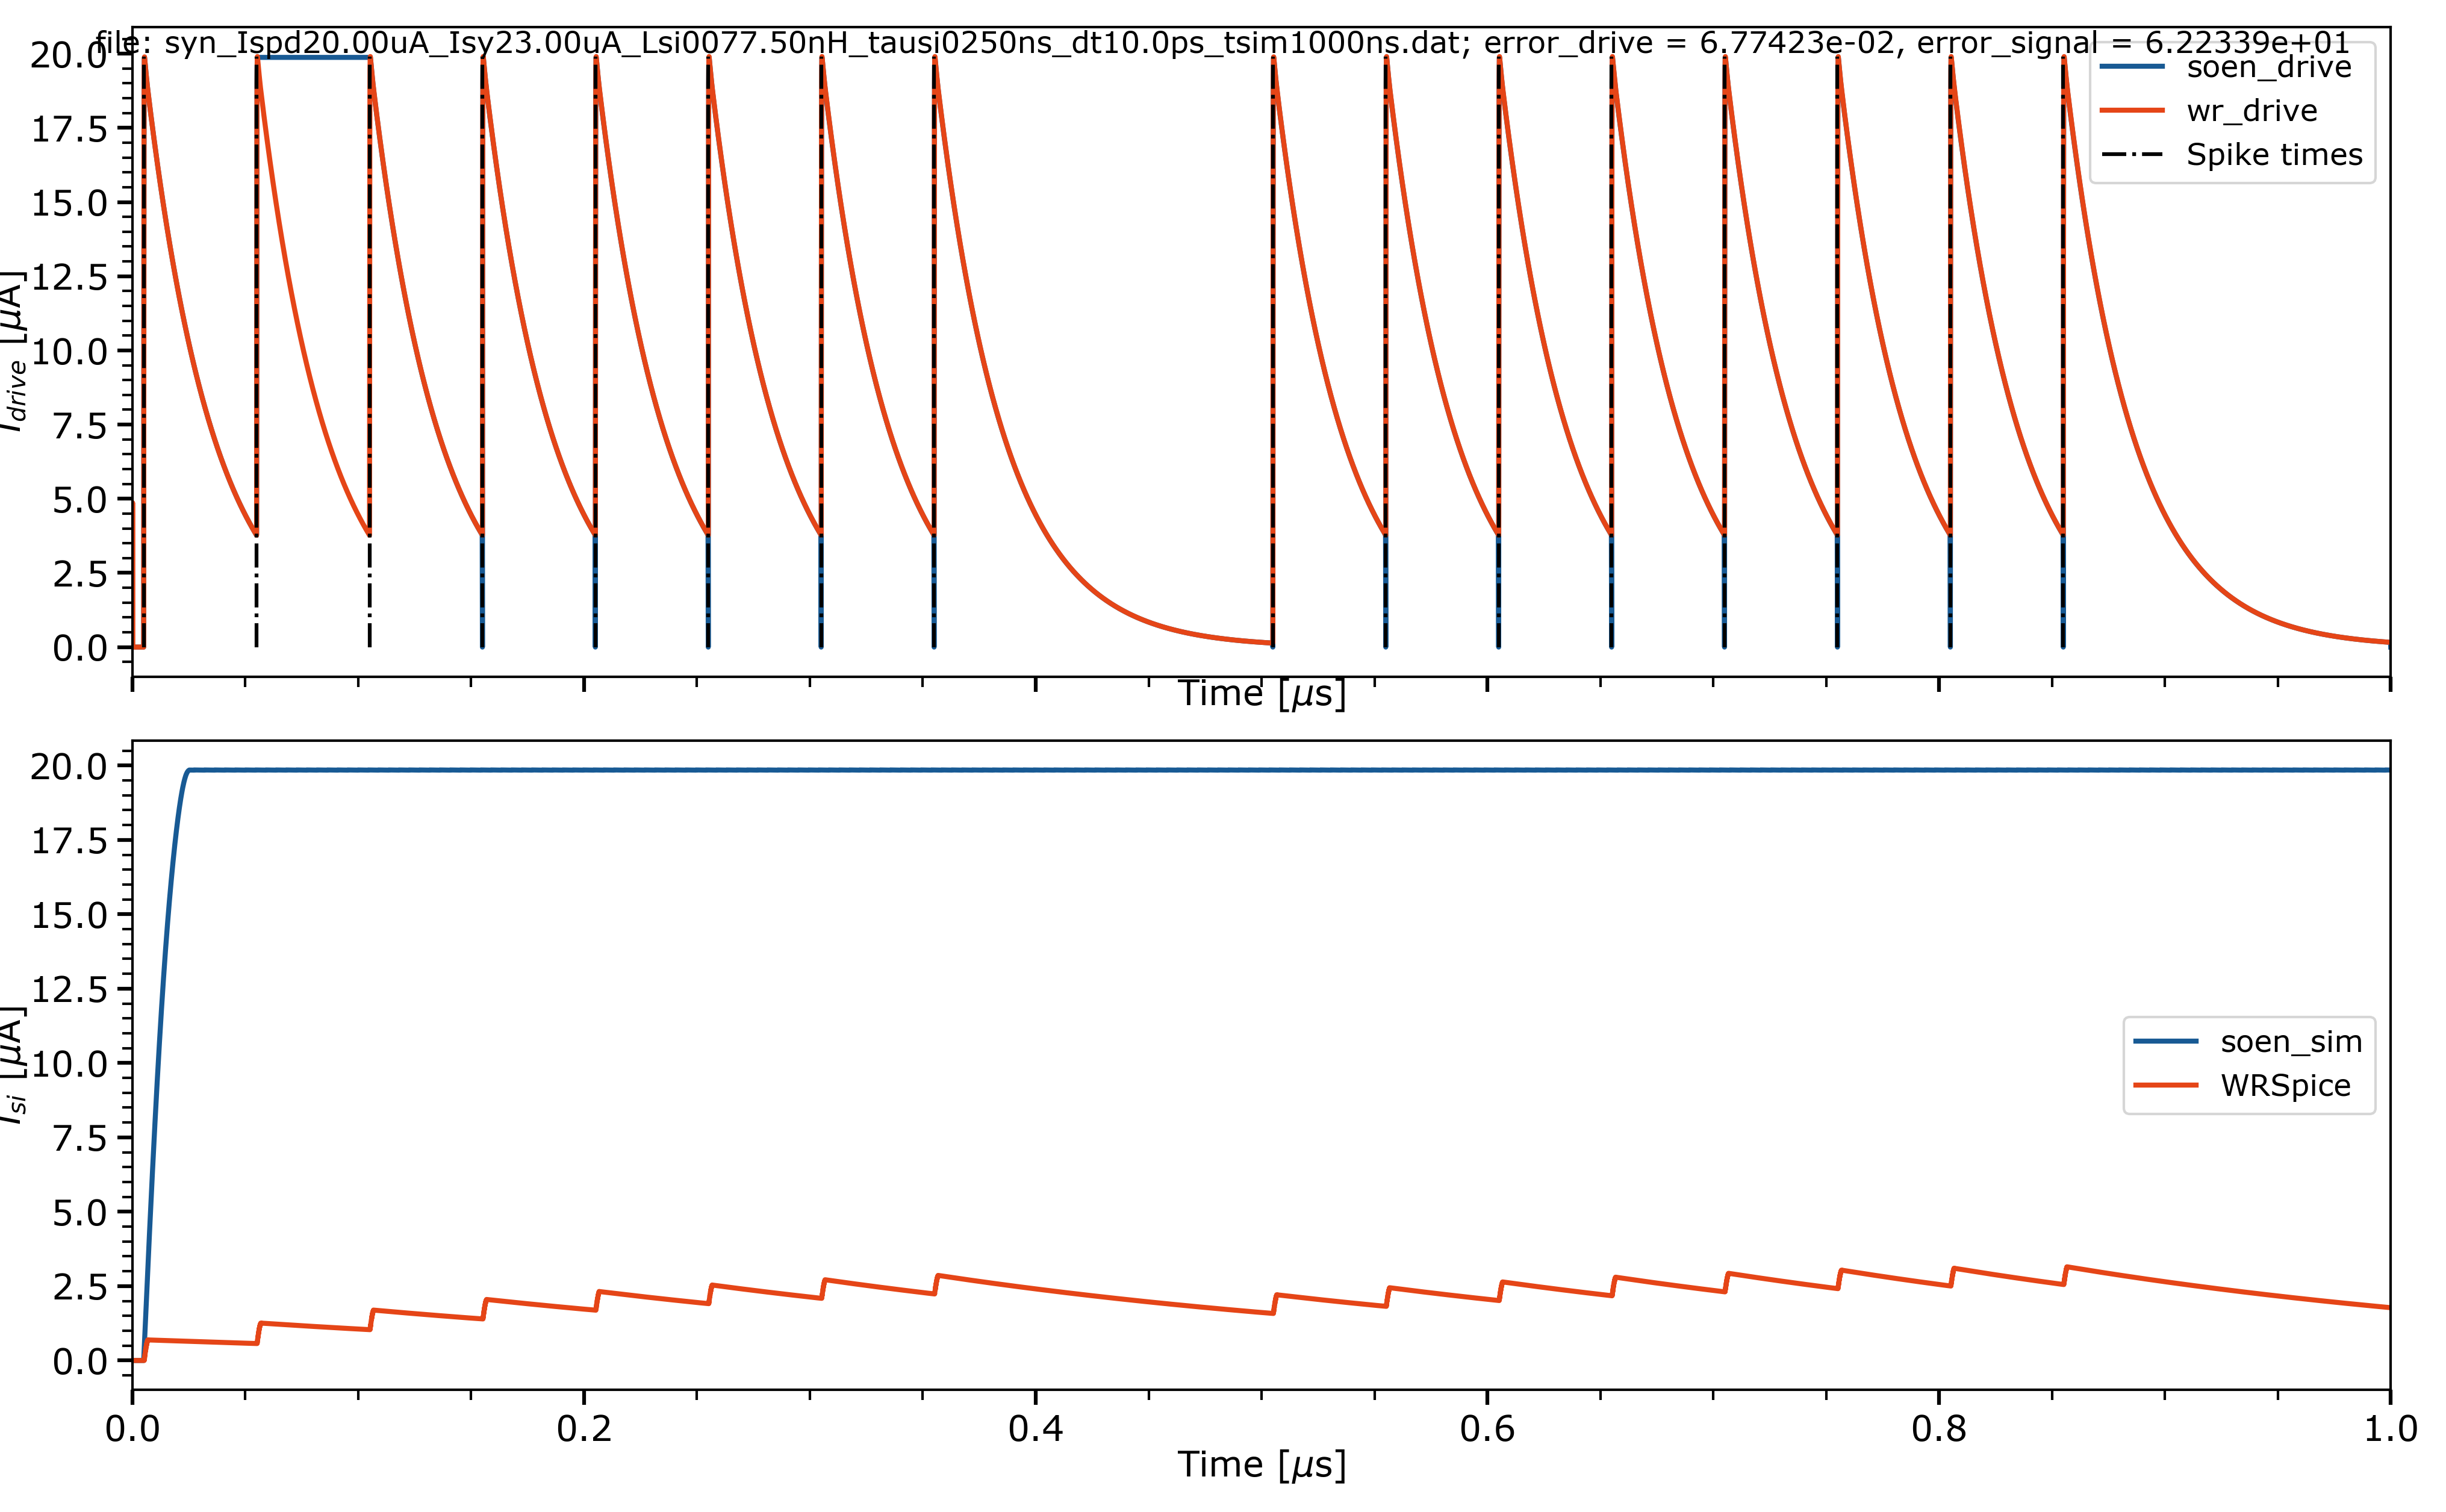 file: syn_Ispd20.00uA_Isy23.00uA_Lsi0077.50nH_tausi0250ns_dt10.0ps_tsim1000ns.dat; error_drive = 6.77423e-02, error_signal = 6.22339e+01
20.0
17.5
15.0
12.5
10.0
7.5
5.0
2.5
0.0
I_drive [μA]
soen_drive
wr_drive
Spike times
Time [μs]
20.0
17.5
15.0
12.5
10.0
7.5
5.0
2.5
0.0
I_si [μA]
soen_sim
WRSpice
0.0 0.2 0.4 0.6 0.8 1.0
Time [μs]